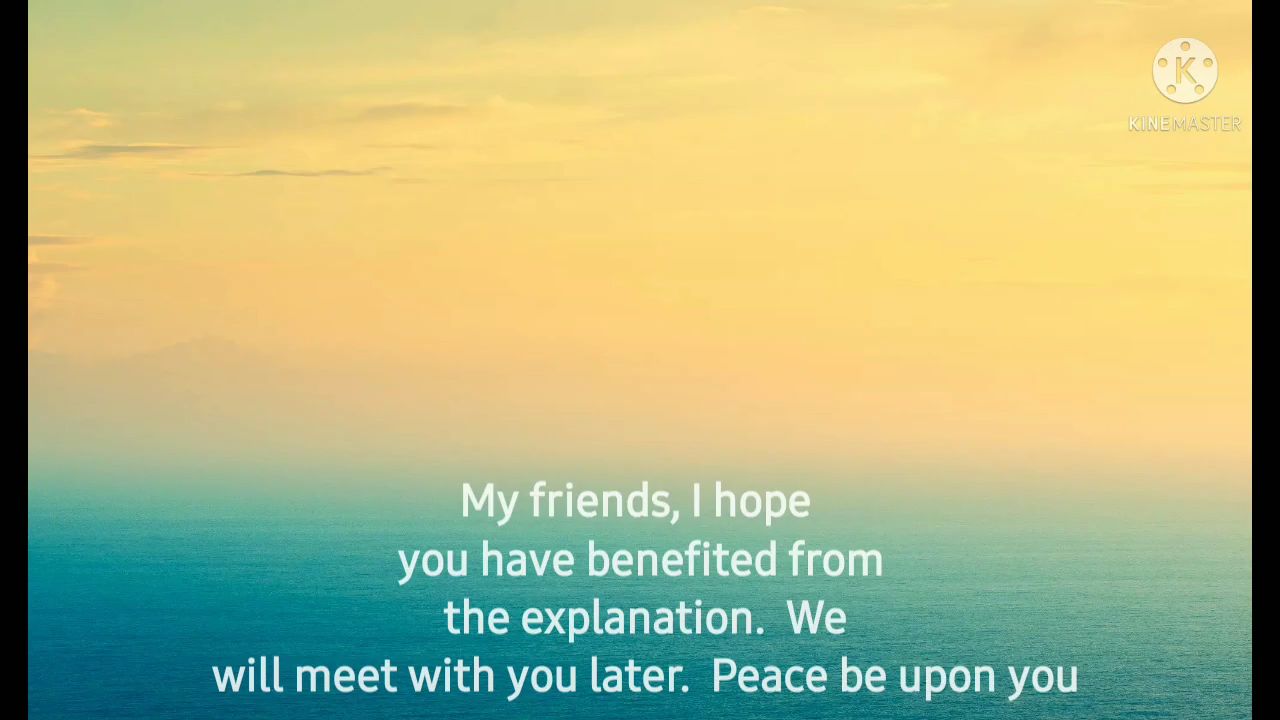 K
KINEMASTER
My friends, I hope
you have benefited from
the explanation.  We
will meet with you later.  Peace be upon you